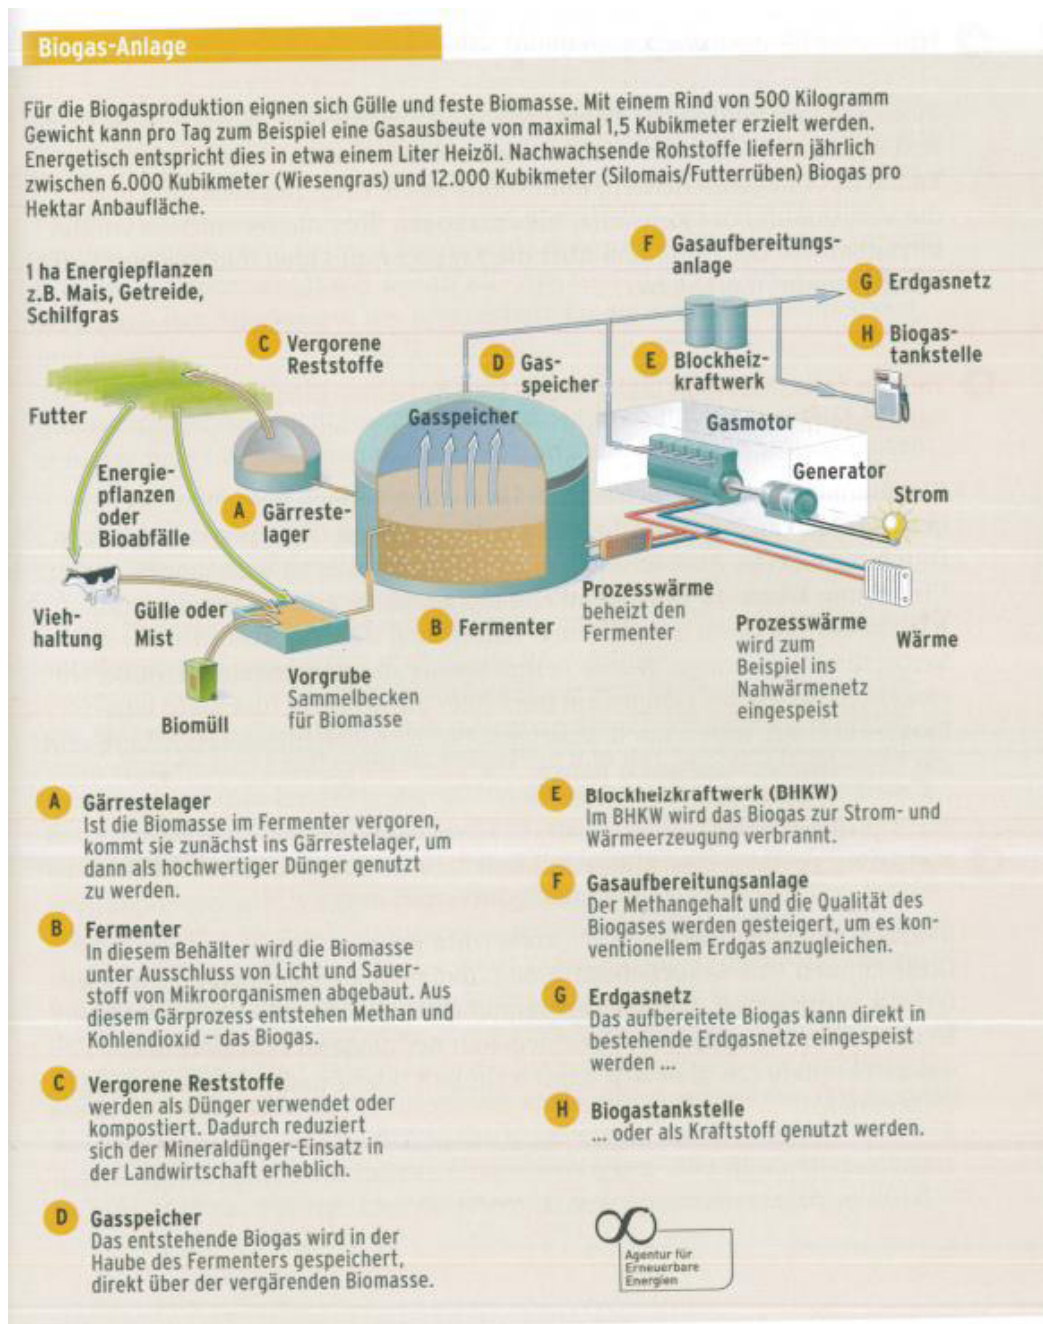 Biogas-Anlage
Für die Biogasproduktion eignen sich Gülle und feste Biomasse. Mit einem Rind von 500 Kilogramm
Gewicht kann pro Tag zum Beispiel eine Gasausbeute von maximal 1,5 Kubikmeter erzielt werden.
Energetisch entspricht dies in etwa einem Liter Heizöl. Nachwachsende Rohstoffe liefern jährlich
zwischen 6.000 Kubikmeter (Wiesengras) und 12.000 Kubikmeter (Silomais/Futterrüben) Biogas pro
Hektar Anbaufläche.
1 ha Energiepflanzen
z.B. Mais, Getreide,
Schilfgras
F Gasaufbereitungs-
anlage
G Erdgasnetz
H Biogas-
tankstelle
C Vergorene
Reststoffe
D Gas-
speicher
E Blockheiz-
kraftwerk
Futter
Gasspeicher
Gasmotor
Generator
Strom
Energie-
pflanzen
oder
Bioabfälle
A Gärreste-
lager
Vieh-
haltung
Gülle oder
Mist
B Fermenter
Prozesswärme
beheizt den
Fermenter
Prozesswärme
wird zum
Beispiel ins
Nahwärmenetz
eingespeist
Wärme
Vorgrube
Sammelbecken
für Biomasse
Biomüll
A Gärrestelager
Ist die Biomasse im Fermenter vergoren,
kommt sie zunächst ins Gärrestelager, um
dann als hochwertiger Dünger genutzt
zu werden.
B Fermenter
In diesem Behälter wird die Biomasse
unter Ausschluss von Licht und Sauer-
stoff von Mikroorganismen abgebaut. Aus
diesem Gärprozess entstehen Methan und
Kohlendioxid – das Biogas.
C Vergorene Reststoffe
werden als Dünger verwendet oder
kompostiert. Dadurch reduziert
sich der Mineraldünger-Einsatz in
der Landwirtschaft erheblich.
D Gasspeicher
Das entstehende Biogas wird in der
Haube des Fermenters gespeichert,
direkt über der vergärenden Biomasse.
E Blockheizkraftwerk (BHKW)
Im BHKW wird das Biogas zur Strom- und
Wärmeerzeugung verbrannt.
F Gasaufbereitungsanlage
Der Methangehalt und die Qualität des
Biogases werden gesteigert, um es kon-
ventionellem Erdgas anzugleichen.
G Erdgasnetz
Das aufbereitete Biogas kann direkt in
bestehende Erdgasnetze eingespeist
werden ...
H Biogastankstelle
... oder als Kraftstoff genutzt werden.
Agentur für
Erneuerbare
Energien